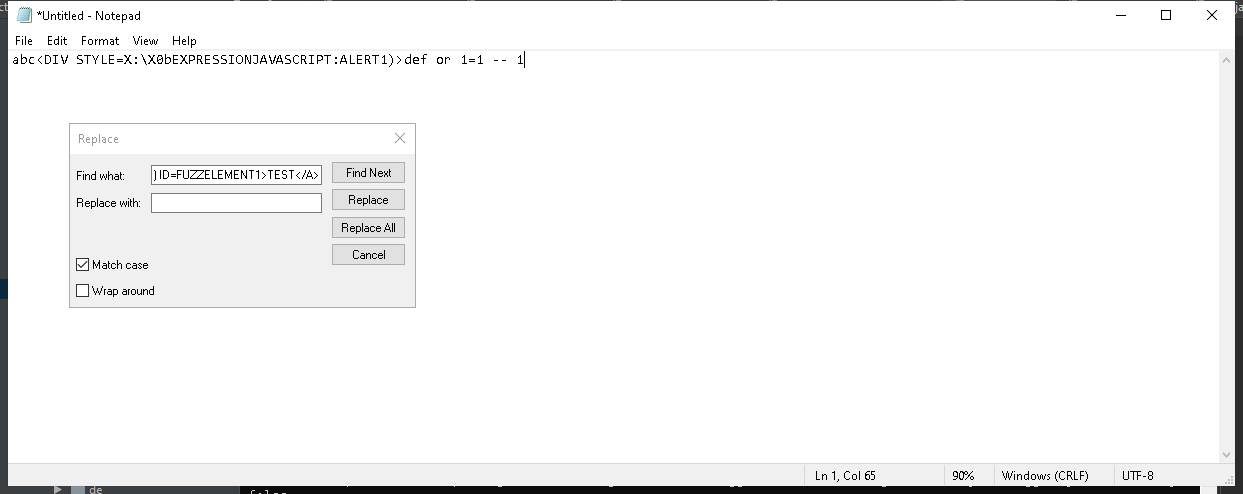 *Untitled - Notepad
File Edit Format View Help
abc<DIV STYLE=X:\X0bEXPRESSIONJAVASCRIPT:ALERT1)>def or 1=1 -- 1
Replace
Find what: )ID=FUZZELEMENT1>TEST</A> Find Next
Replace with: Replace
Replace All
Cancel
Match case
Wrap around
Ln 1, Col 65 90% Windows (CRLF) UTF-8
de